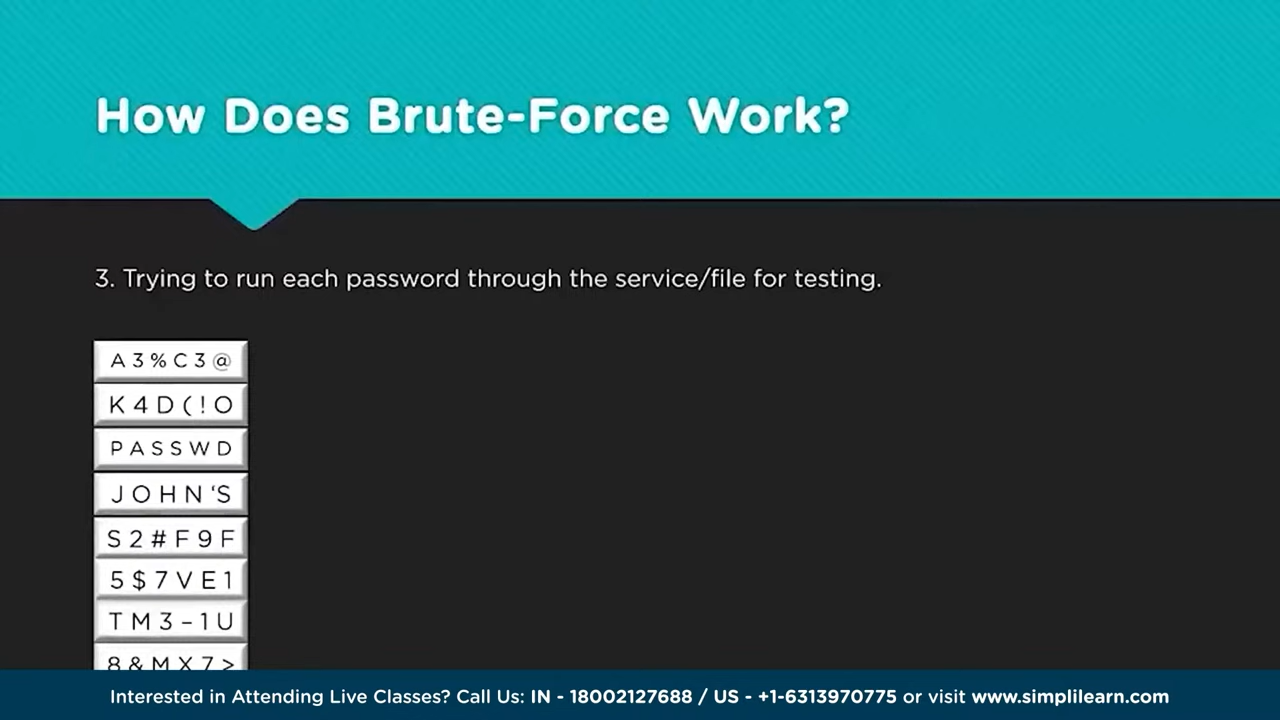 How Does Brute-Force Work?
3. Trying to run each password through the service/file for testing.
A3%C3@
K4D(!O
PASSWD
JOHN‘S
S2#F9F
5$7VE1
TM3–1U
8&MX7>
Interested in Attending Live Classes? Call Us: IN - 18002127688 / US - +1-6313970775 or visit www.simplilearn.com